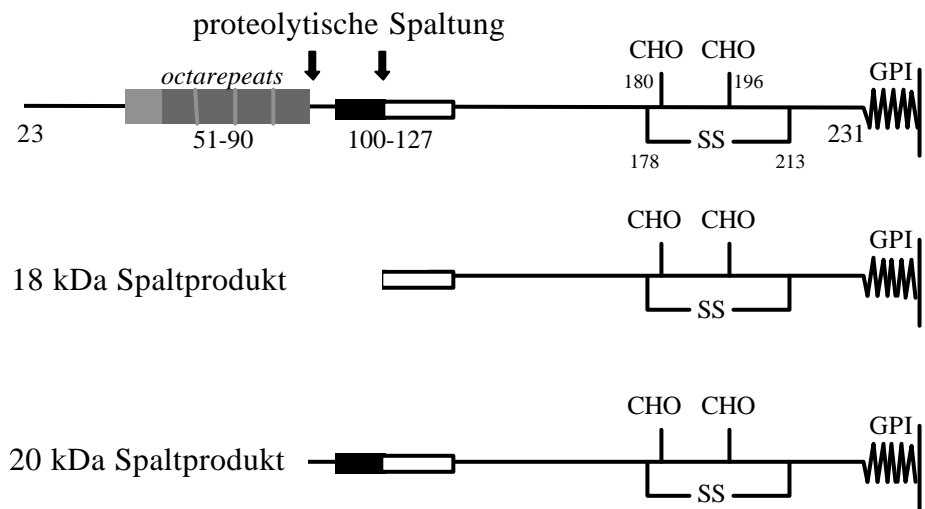 proteolytische Spaltung
CHO CHO
octarepeats
180 196
GPI
23
51-90
100-127
SS
231
178
213
CHO CHO
GPI
18 kDa Spaltprodukt
SS
CHO CHO
GPI
20 kDa Spaltprodukt
SS